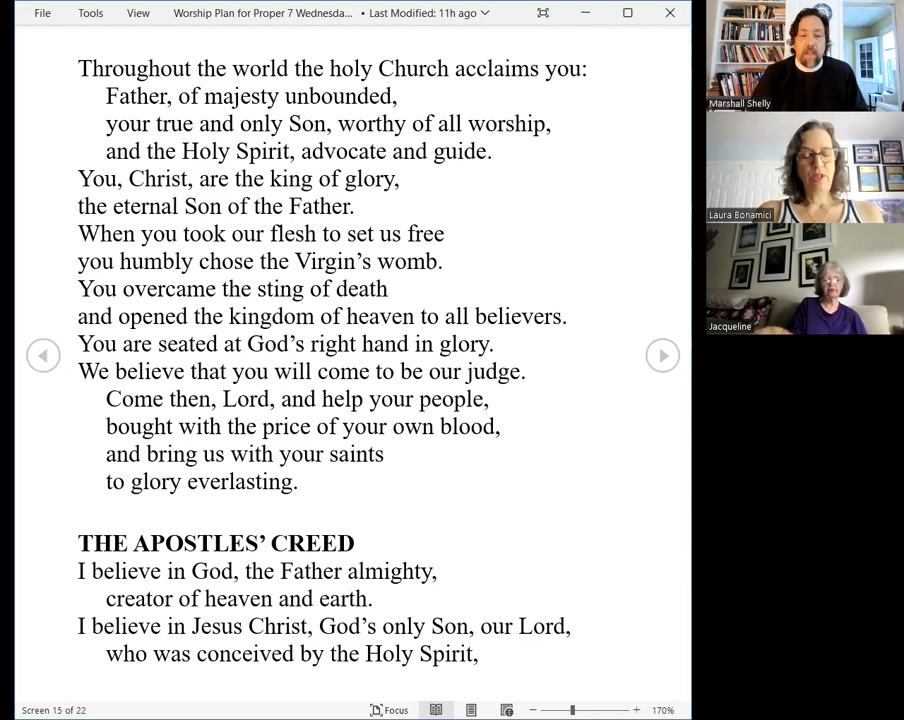 File Tools Worship Plan for Proper 7 Wednesda... • Last Modified: 11h ago
Throughout the world the holy Church acclaims you:
Father, of majesty unbounded,
your true and only Son, worthy of all worship,
and the Holy Spirit, advocate and guide.
You, Christ, are the king of glory,
the eternal Son of the Father.
When you took our flesh to set us free
you humbly chose the Virgin’s womb.
You overcame the sting of death
and opened the kingdom of heaven to all believers.
You are seated at God’s right hand in glory.
We believe that you will come to be our judge.
Come then, Lord, and help your people,
bought with the price of your own blood,
and bring us with your saints
to glory everlasting.
THE APOSTLES’ CREED
I believe in God, the Father almighty,
creator of heaven and earth.
I believe in Jesus Christ, God’s only Son, our Lord,
who was conceived by the Holy Spirit,
Screen 15 of 22 Focus 170%
Marshall Shelly
Laura Bonamici
Jacqueline